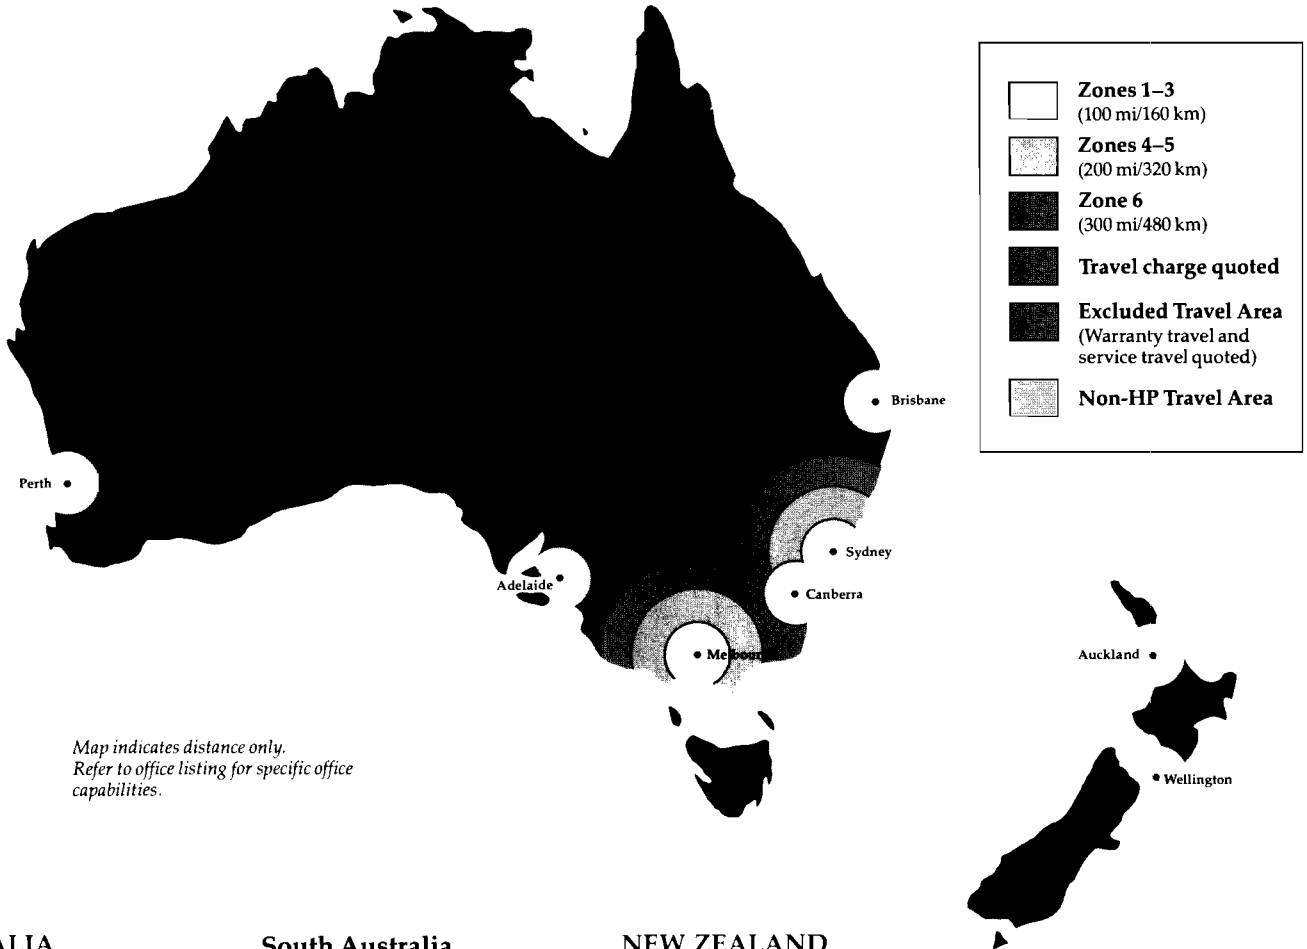 Zones 1–3
(100 mi/160 km)
Zones 4–5
(200 mi/320 km)
Zone 6
(300 mi/480 km)
Travel charge quoted
Excluded Travel Area
(Warranty travel and
service travel quoted)
Non-HP Travel Area
Brisbane
Perth
Sydney
Adelaide
Canberra
Melbourne
Auckland
Wellington
Map indicates distance only.
Refer to office listing for specific office
capabilities.
ALIA
South Australia
NEW ZEALAND